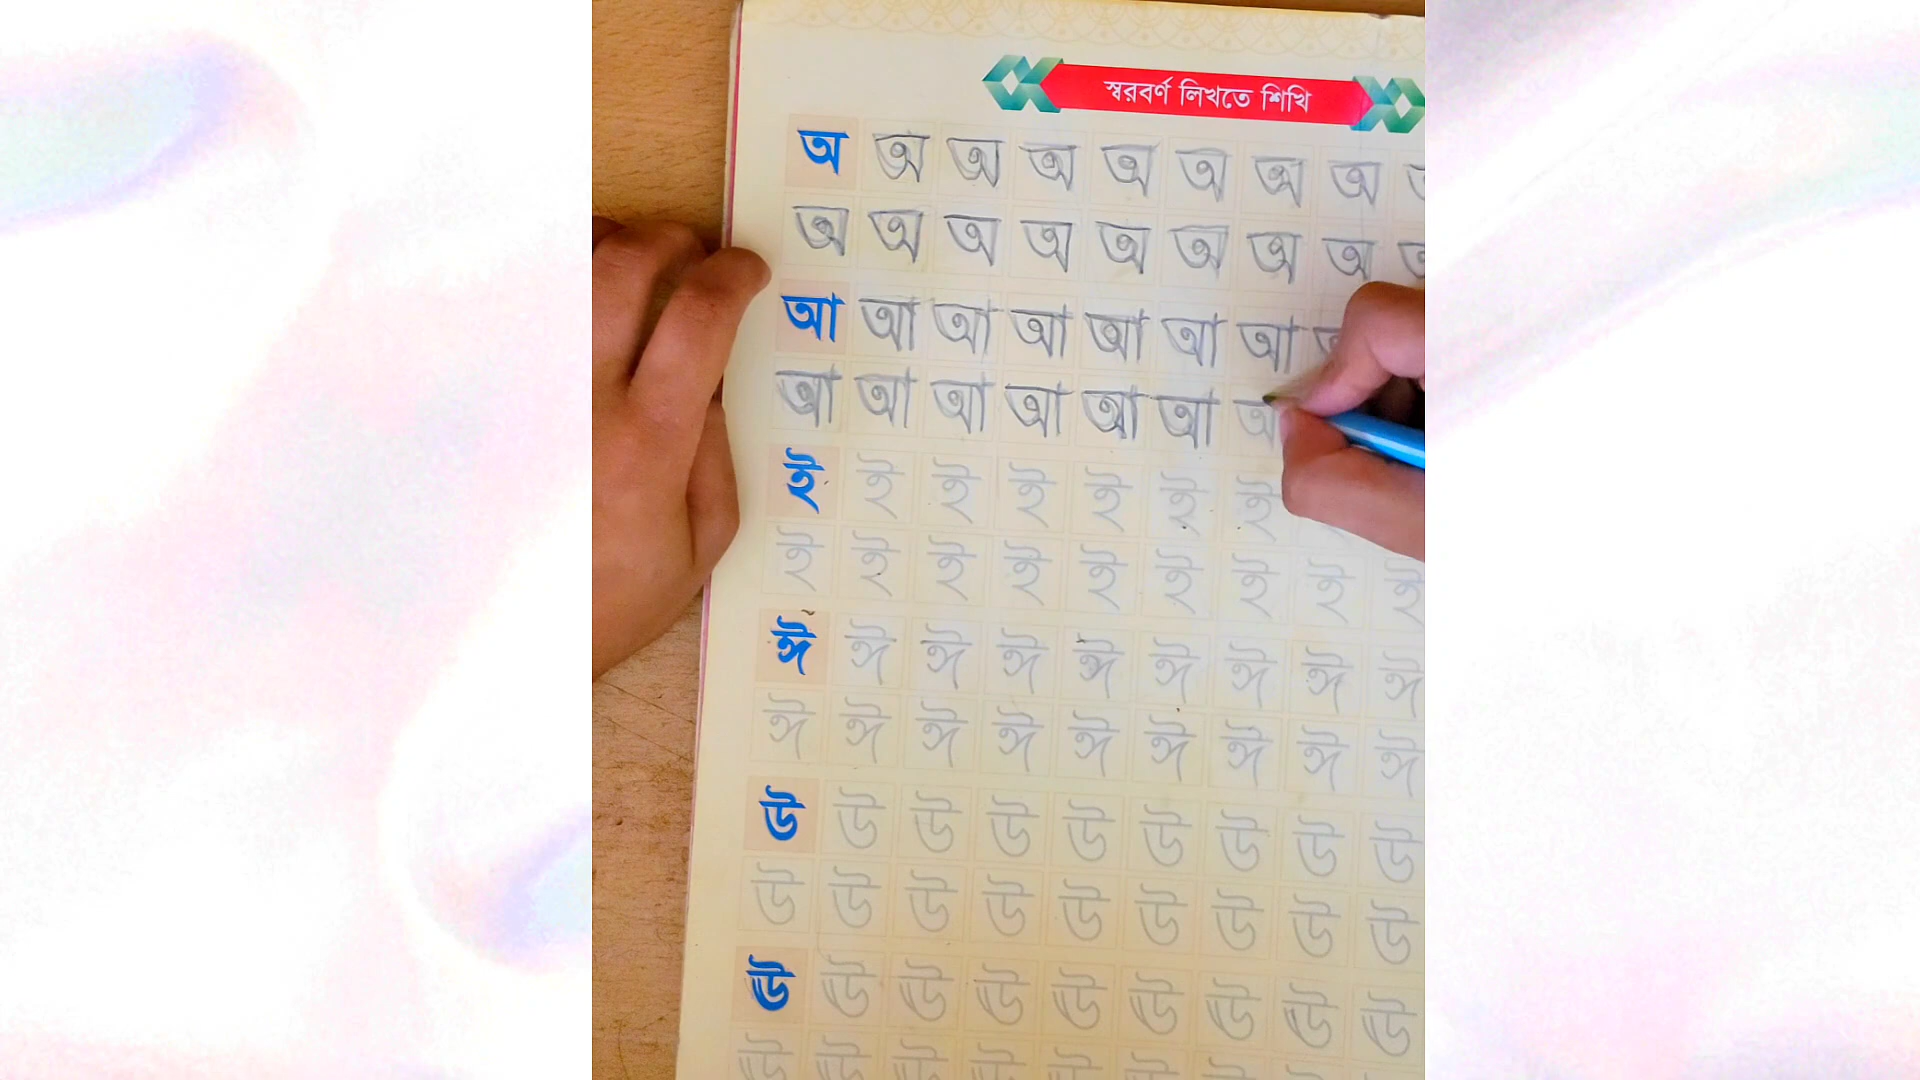 স্বরবর্ণ লিখতে শিখি
অ অ অ অ অ অ অ অ
অ অ অ অ অ অ অ অ
আ আ আ আ আ আ আ
আ আ আ আ আ আ
ই ই ই ই ই ই ই
ই ই ই ই ই ই ই ই ই
ঈ ঈ ঈ ঈ ঈ ঈ ঈ ঈ ঈ
ঈ ঈ ঈ ঈ ঈ ঈ ঈ ঈ ঈ
উ উ উ উ উ উ উ উ উ
উ উ উ উ উ উ উ উ উ
ঊ ঊ ঊ ঊ ঊ ঊ ঊ ঊ ঊ